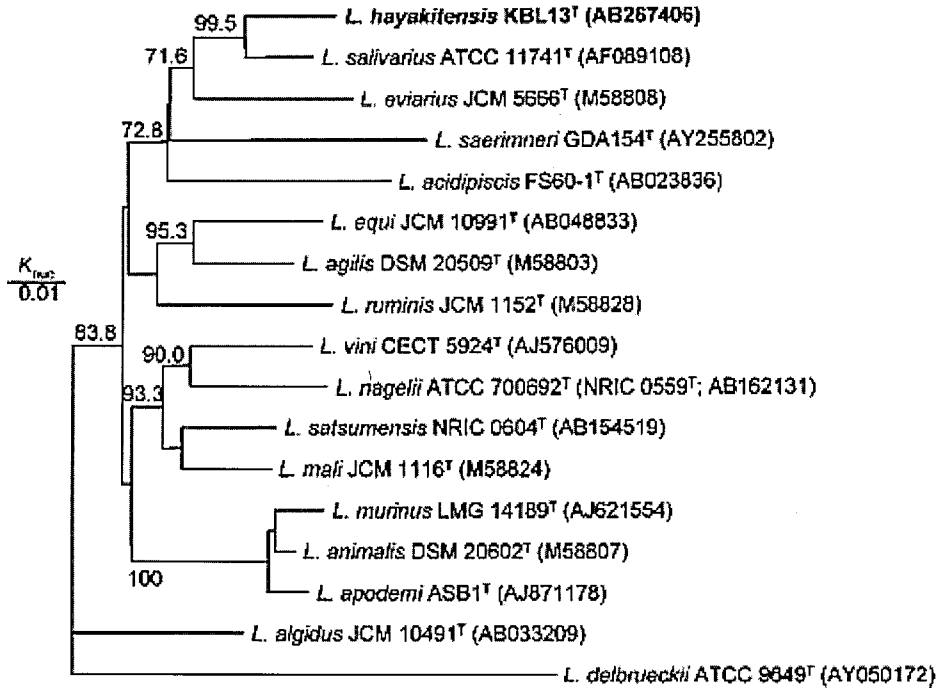 99.5
L. hayakitensis KBL13ᵀ (AB267406)
71.6
L. salivarius ATCC 11741ᵀ (AF089108)
L. aviarius JCM 5666ᵀ (M58808)
72.8
L. saerimneri GDA154ᵀ (AY255802)
L. acidipiscis FS60-1ᵀ (AB023836)
95.3
L. equi JCM 10991ᵀ (AB048833)
L. agilis DSM 20509ᵀ (M58803)
Knuc
0.01
L. ruminis JCM 1152ᵀ (M58828)
83.8
90.0
L. vini CECT 5924ᵀ (AJ576009)
93.3
L. nagelii ATCC 700692ᵀ (NRIC 0559ᵀ; AB162131)
L. satsumensis NRIC 0604ᵀ (AB154519)
L. mali JCM 1116ᵀ (M58824)
L. murinus LMG 14189ᵀ (AJ621554)
L. animalis DSM 20602ᵀ (M58807)
100
L. apodemi ASB1ᵀ (AJ871178)
L. algidus JCM 10491ᵀ (AB033209)
L. delbrueckii ATCC 9649ᵀ (AY050172)